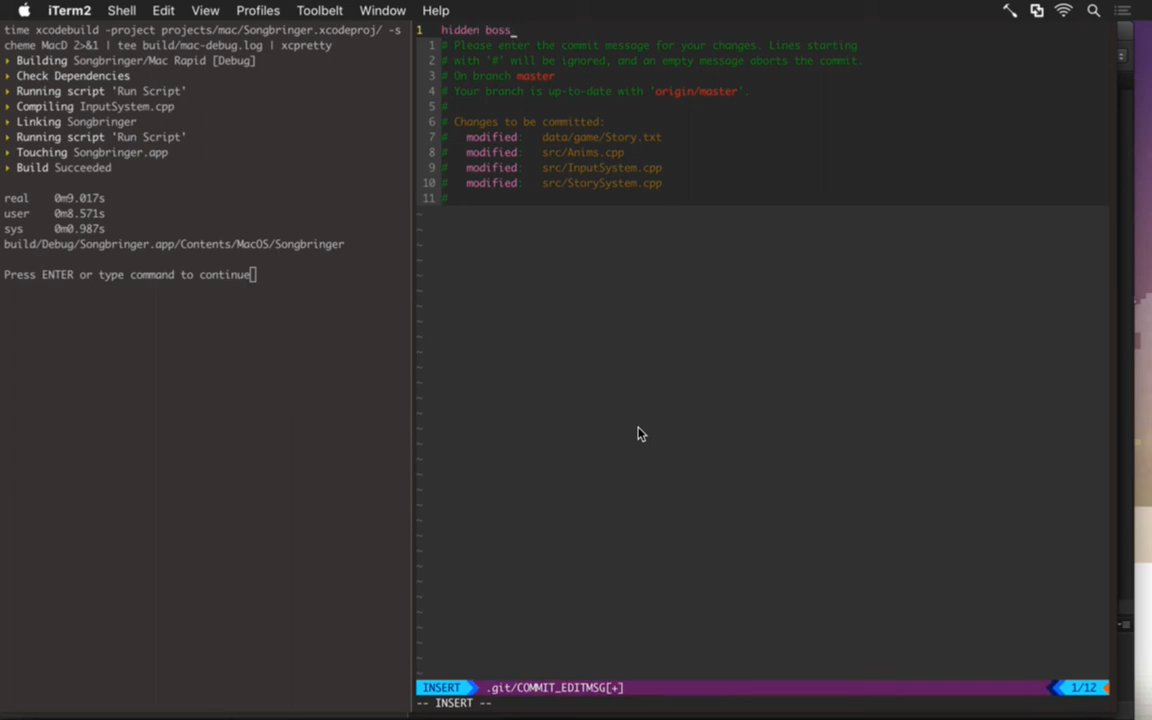 iTerm2 Shell Edit View Profiles Toolbelt Window Help
time xcodebuild -project projects/mac/Songbringer.xcodeproj/ -s
cheme MacD 2>&1 | tee build/mac-debug.log | xcpretty
▸ Building Songbringer/Mac Rapid [Debug]
▸ Check Dependencies
▸ Running script 'Run Script'
▸ Compiling InputSystem.cpp
▸ Linking Songbringer
▸ Running script 'Run Script'
▸ Touching Songbringer.app
▸ Build Succeeded
real 0m9.017s
user 0m8.571s
sys 0m0.987s
build/Debug/Songbringer.app/Contents/MacOS/Songbringer
Press ENTER or type command to continue
1 hidden boss_
1 # Please enter the commit message for your changes. Lines starting
2 # with '#' will be ignored, and an empty message aborts the commit.
3 # On branch master
4 # Your branch is up-to-date with 'origin/master'.
5 #
6 # Changes to be committed:
7 # modified: data/game/Story.txt
8 # modified: src/Anims.cpp
9 # modified: src/InputSystem.cpp
10 # modified: src/StorySystem.cpp
11 #
INSERT .git/COMMIT_EDITMSG[+] 1/12
-- INSERT --